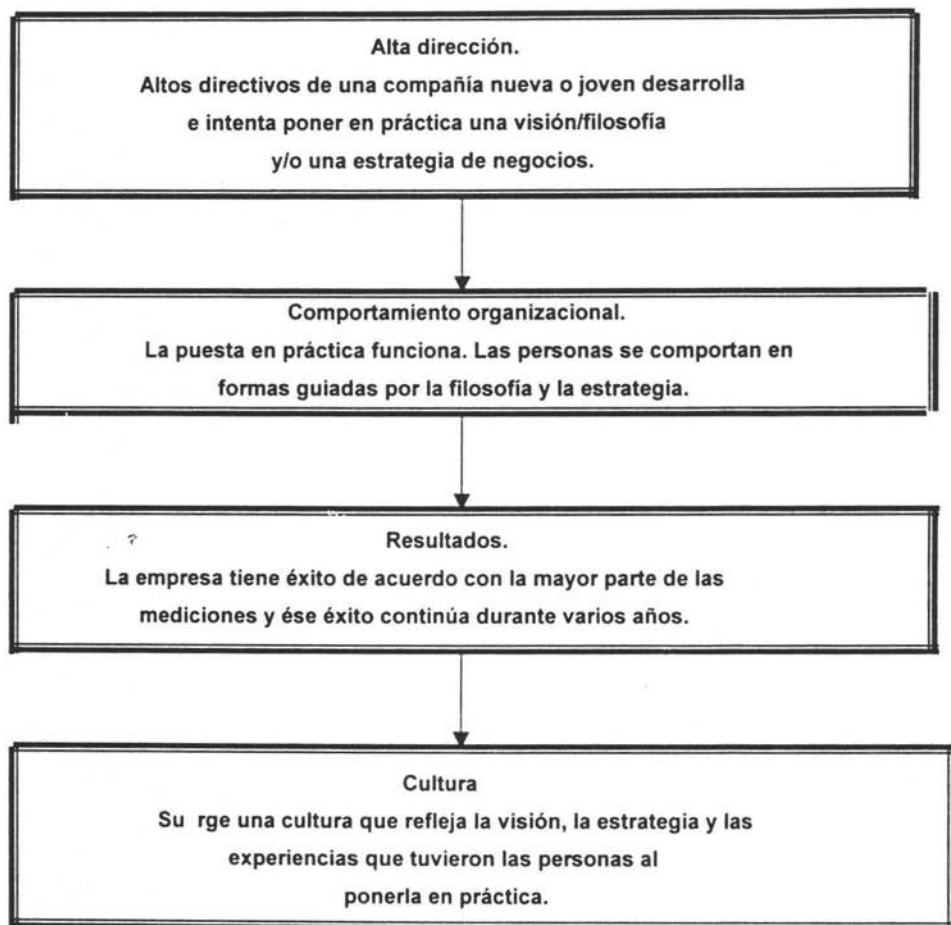 Alta dirección.
Altos directivos de una compañía nueva o joven desarrolla
e intenta poner en práctica una visión/filosofía
y/o una estrategia de negocios.
Comportamiento organizacional.
La puesta en práctica funciona. Las personas se comportan en
formas guiadas por la filosofía y la estrategia.
?
Resultados.
La empresa tiene éxito de acuerdo con la mayor parte de las
mediciones y ése éxito continúa durante varios años.
Cultura
Su rge una cultura que refleja la visión, la estrategia y las
experiencias que tuvieron las personas al
ponerla en práctica.